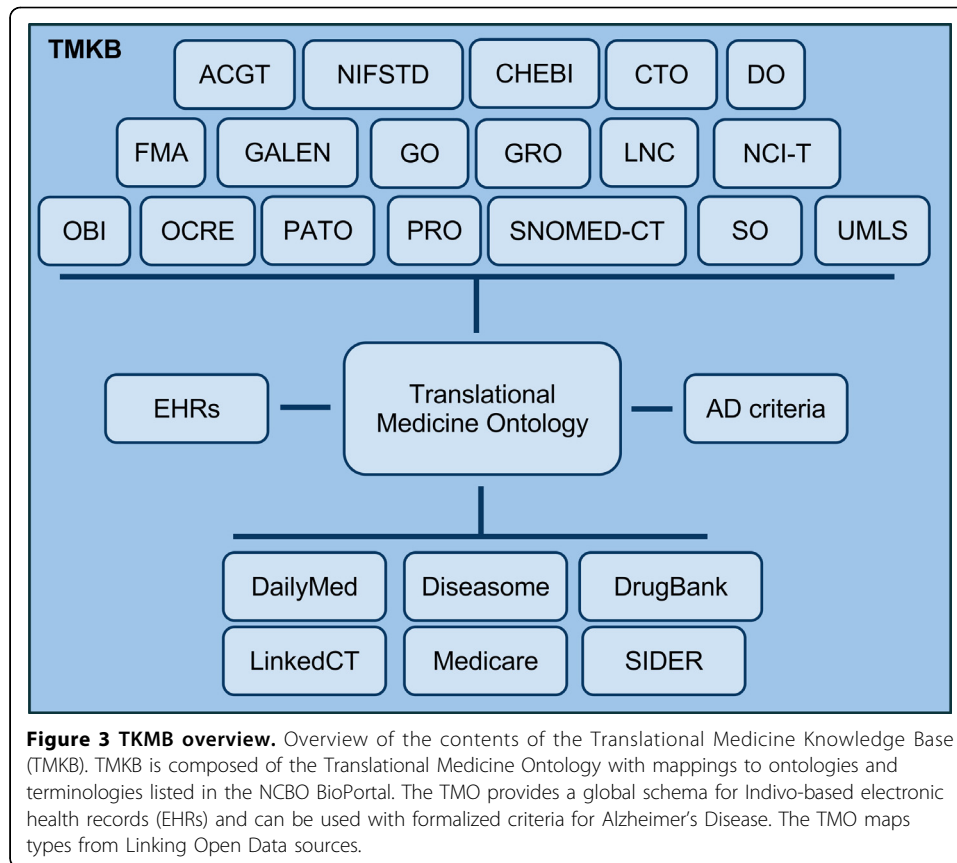 TMKB
ACGT NIFSTD CHEBI CTO DO
FMA GALEN GO GRO LNC NCI-T
OBI OCRE PATO PRO SNOMED-CT SO UMLS
EHRs
Translational
Medicine Ontology
AD criteria
DailyMed Diseasome DrugBank
LinkedCT Medicare SIDER
Figure 3 TKMB overview. Overview of the contents of the Translational Medicine Knowledge Base
(TMKB). TMKB is composed of the Translational Medicine Ontology with mappings to ontologies and
terminologies listed in the NCBO BioPortal. The TMO provides a global schema for Indivo-based electronic
health records (EHRs) and can be used with formalized criteria for Alzheimer's Disease. The TMO maps
types from Linking Open Data sources.